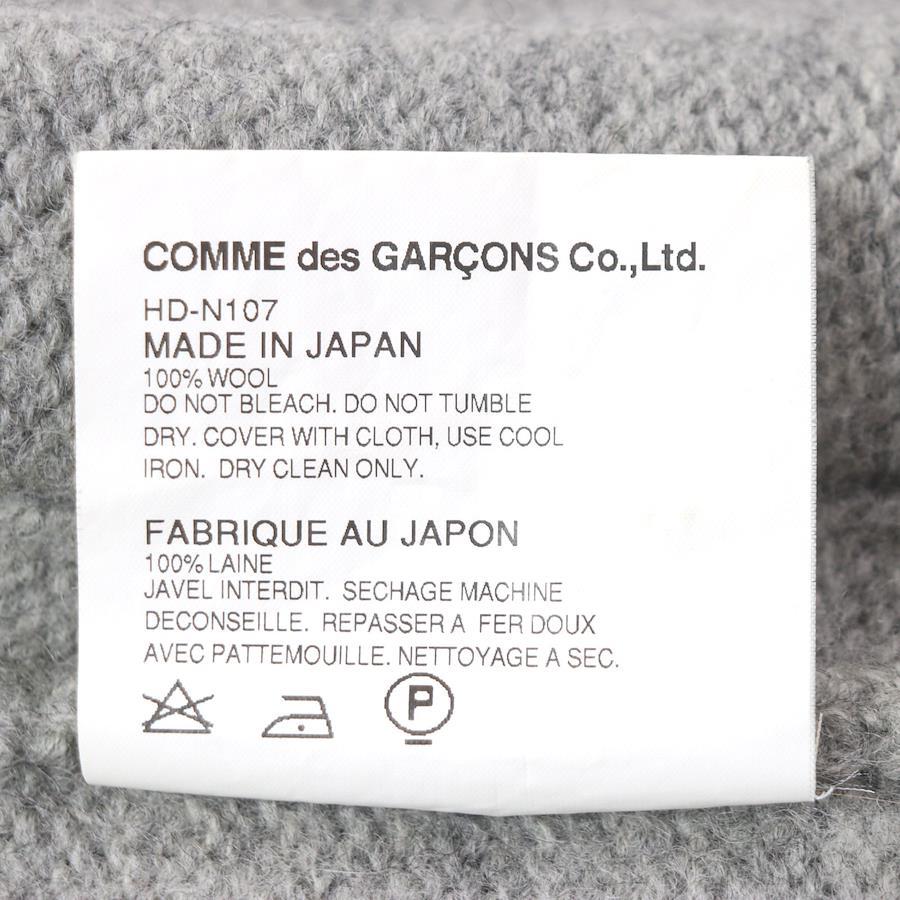 COMME des GARÇONS Co.,Ltd.
HD-N107
MADE IN JAPAN
100% WOOL
DO NOT BLEACH. DO NOT TUMBLE
DRY. COVER WITH CLOTH, USE COOL
IRON. DRY CLEAN ONLY.
FABRIQUE AU JAPON
100% LAINE
JAVEL INTERDIT. SECHAGE MACHINE
DECONSEILLE. REPASSER A FER DOUX
AVEC PATTEMOUILLE. NETTOYAGE A SEC.
P